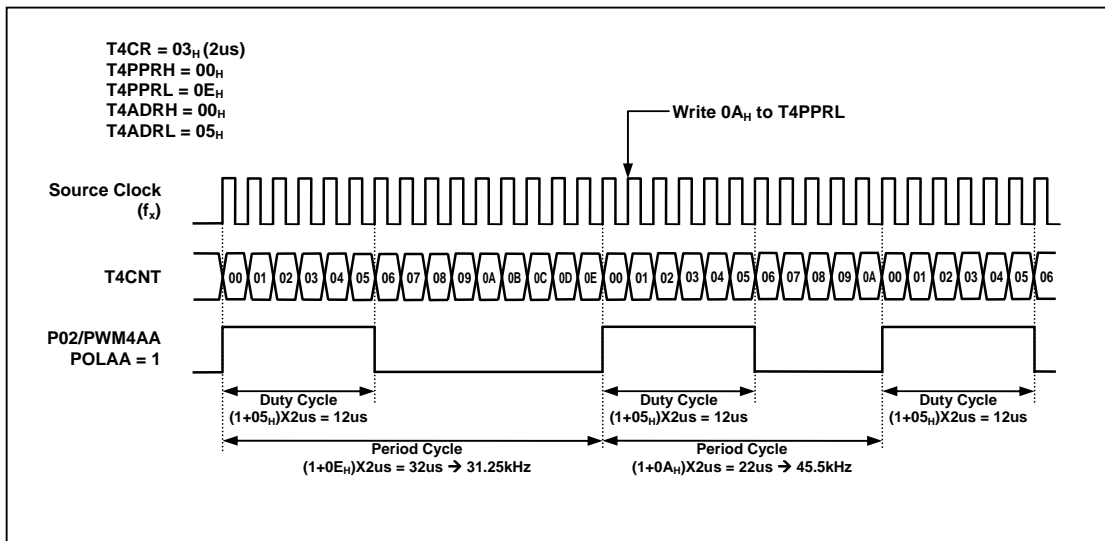 T4CR = 03H (2us)
T4PPRH = 00H
T4PPRL = 0EH
T4ADRH = 00H
T4ADRL = 05H
Write 0AH to T4PPRL
Source Clock
(fx)
T4CNT 00 01 02 03 04 05 06 07 08 09 0A 0B 0C 0D 0E 00 01 02 03 04 05 06 07 08 09 0A 00 01 02 03 04 05 06
P02/PWM4AA
POLAA = 1
Duty Cycle Duty Cycle Duty Cycle
(1+05H)X2us = 12us (1+05H)X2us = 12us (1+05H)X2us = 12us
Period Cycle Period Cycle
(1+0EH)X2us = 32us → 31.25kHz (1+0AH)X2us = 22us → 45.5kHz